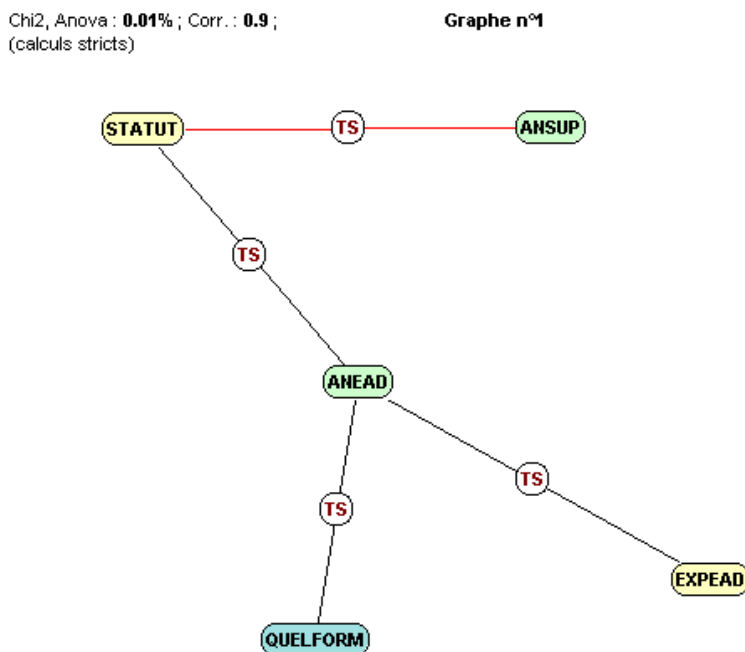 Chi2, Anova : 0.01% ; Corr. : 0.9 ; Graphe n°1
(calculs stricts)
STATUT TS ANSUP
TS
ANEAD
TS
TS
EXPEAD
QUELFORM